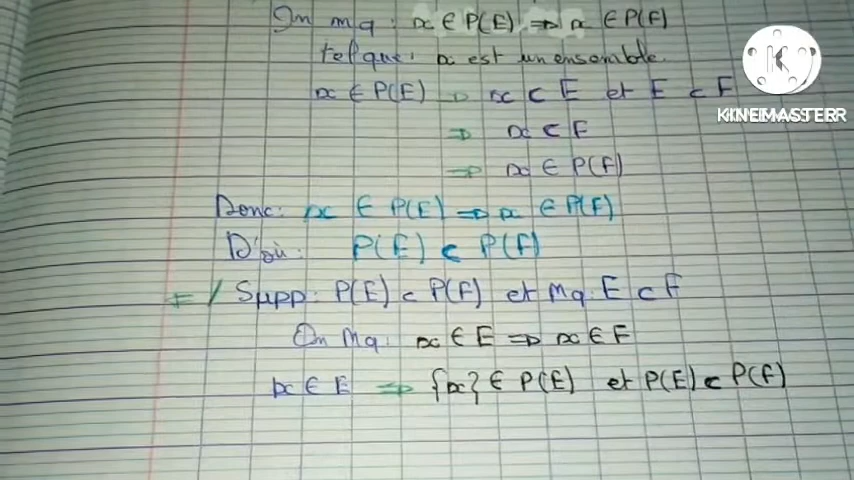 On mq: x ∈ P(E) ⇒ x ∈ P(F)
tel que: x est un ensemble.
x ∈ P(E) ⇒ x ⊂ E et E ⊂ F
⇒ x ⊂ F
⇒ x ∈ P(F)
Donc: x ∈ P(E) ⇒ x ∈ P(F)
D'où: P(E) ⊂ P(F)
⇐ / Supp: P(E) ⊂ P(F) et Mq: E ⊂ F
On Mq: x ∈ E ⇒ x ∈ F
x ∈ E ⇒ {x} ∈ P(E) et P(E) ⊂ P(F)
K
KINEMASTER